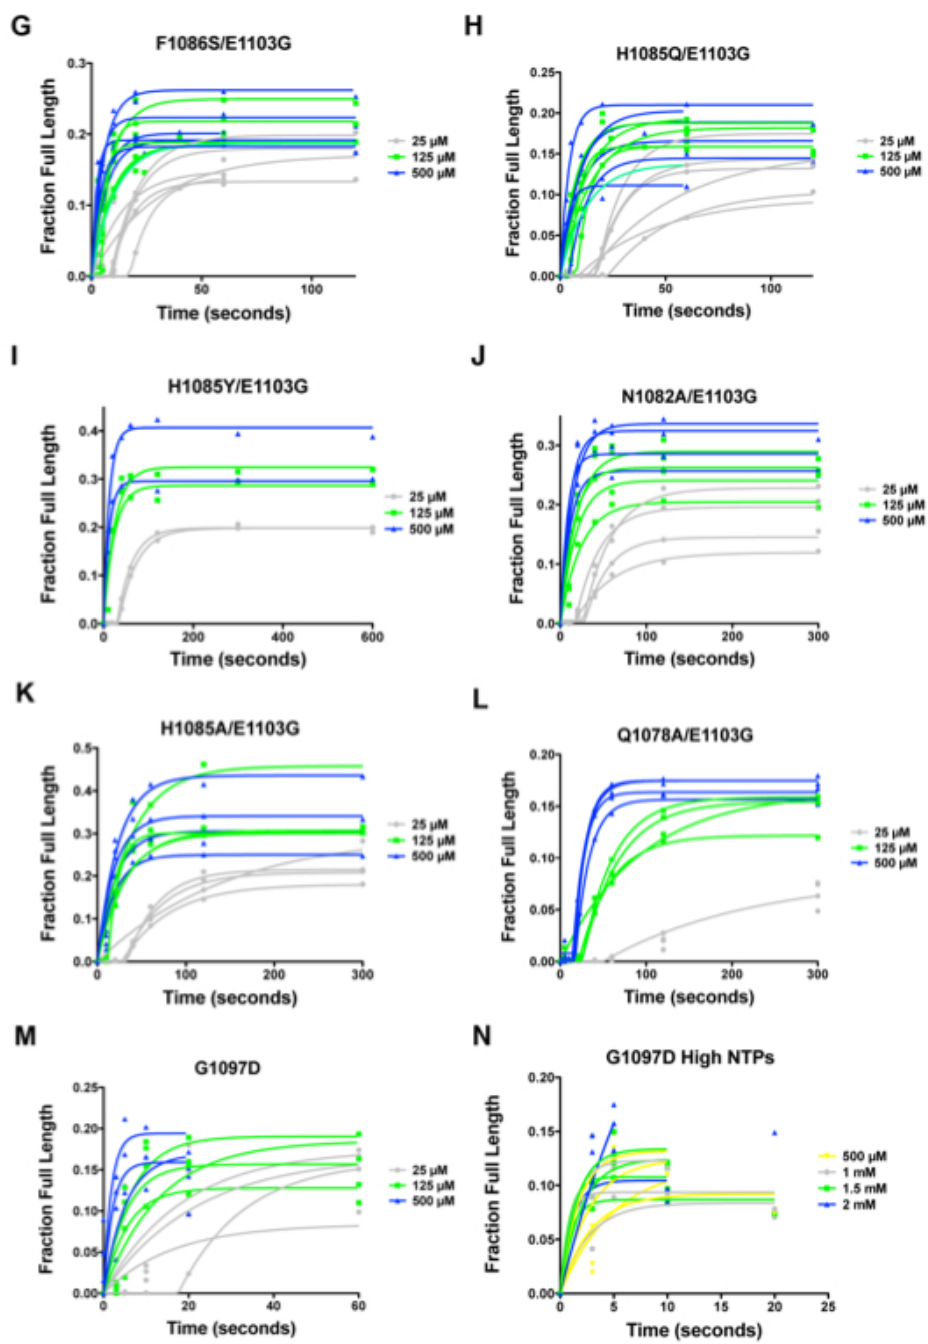 G
F1086S/E1103G
Fraction Full Length
0.3
0.2
0.1
0.0
0
50
100
Time (seconds)
25 µM
125 µM
500 µM
H
H1085Q/E1103G
Fraction Full Length
0.25
0.20
0.15
0.10
0.05
0.00
0
50
100
Time (seconds)
25 µM
125 µM
500 µM
I
H1085Y/E1103G
Fraction Full Length
0.4
0.3
0.2
0.1
0.0
0
200
400
600
Time (seconds)
25 µM
125 µM
500 µM
J
N1082A/E1103G
Fraction Full Length
0.3
0.2
0.1
0.0
0
100
200
300
Time (seconds)
25 µM
125 µM
500 µM
K
H1085A/E1103G
Fraction Full Length
0.5
0.4
0.3
0.2
0.1
0.0
0
100
200
300
Time (seconds)
25 µM
125 µM
500 µM
L
Q1078A/E1103G
Fraction Full Length
0.20
0.15
0.10
0.05
0.00
0
100
200
300
Time (seconds)
25 µM
125 µM
500 µM
M
G1097D
Fraction Full Length
0.25
0.20
0.15
0.10
0.05
0.00
0
20
40
60
Time (seconds)
25 µM
125 µM
500 µM
N
G1097D High NTPs
Fraction Full Length
0.20
0.15
0.10
0.05
0.00
0
5
10
15
20
25
Time (seconds)
500 µM
1 mM
1.5 mM
2 mM